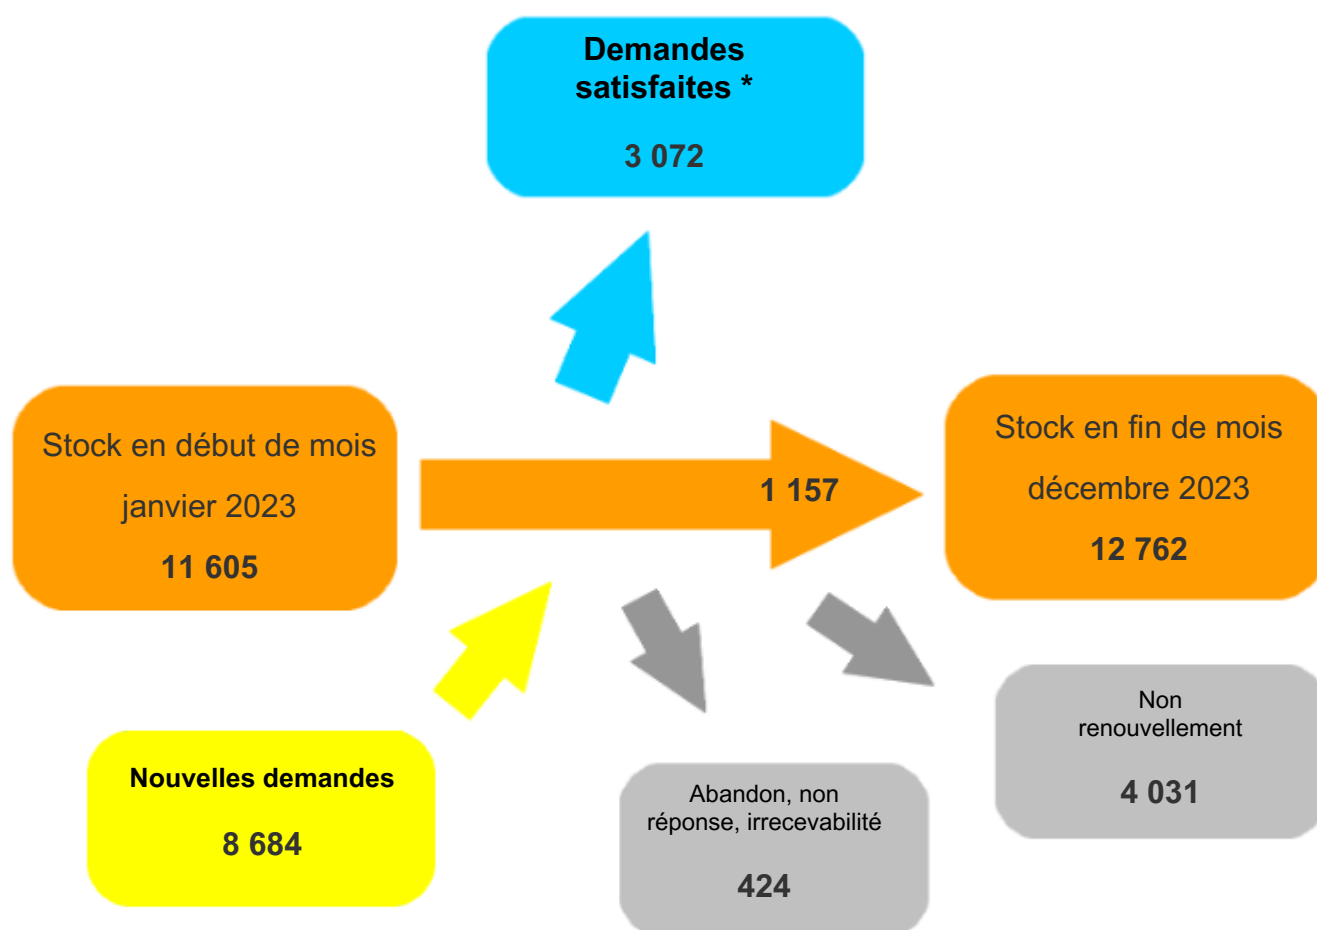 Demandes
satisfaites *
3 072
Stock en début de mois
janvier 2023
11 605
1 157
Stock en fin de mois
décembre 2023
12 762
Nouvelles demandes
8 684
Abandon, non
réponse, irrecevabilité
424
Non
renouvellement
4 031